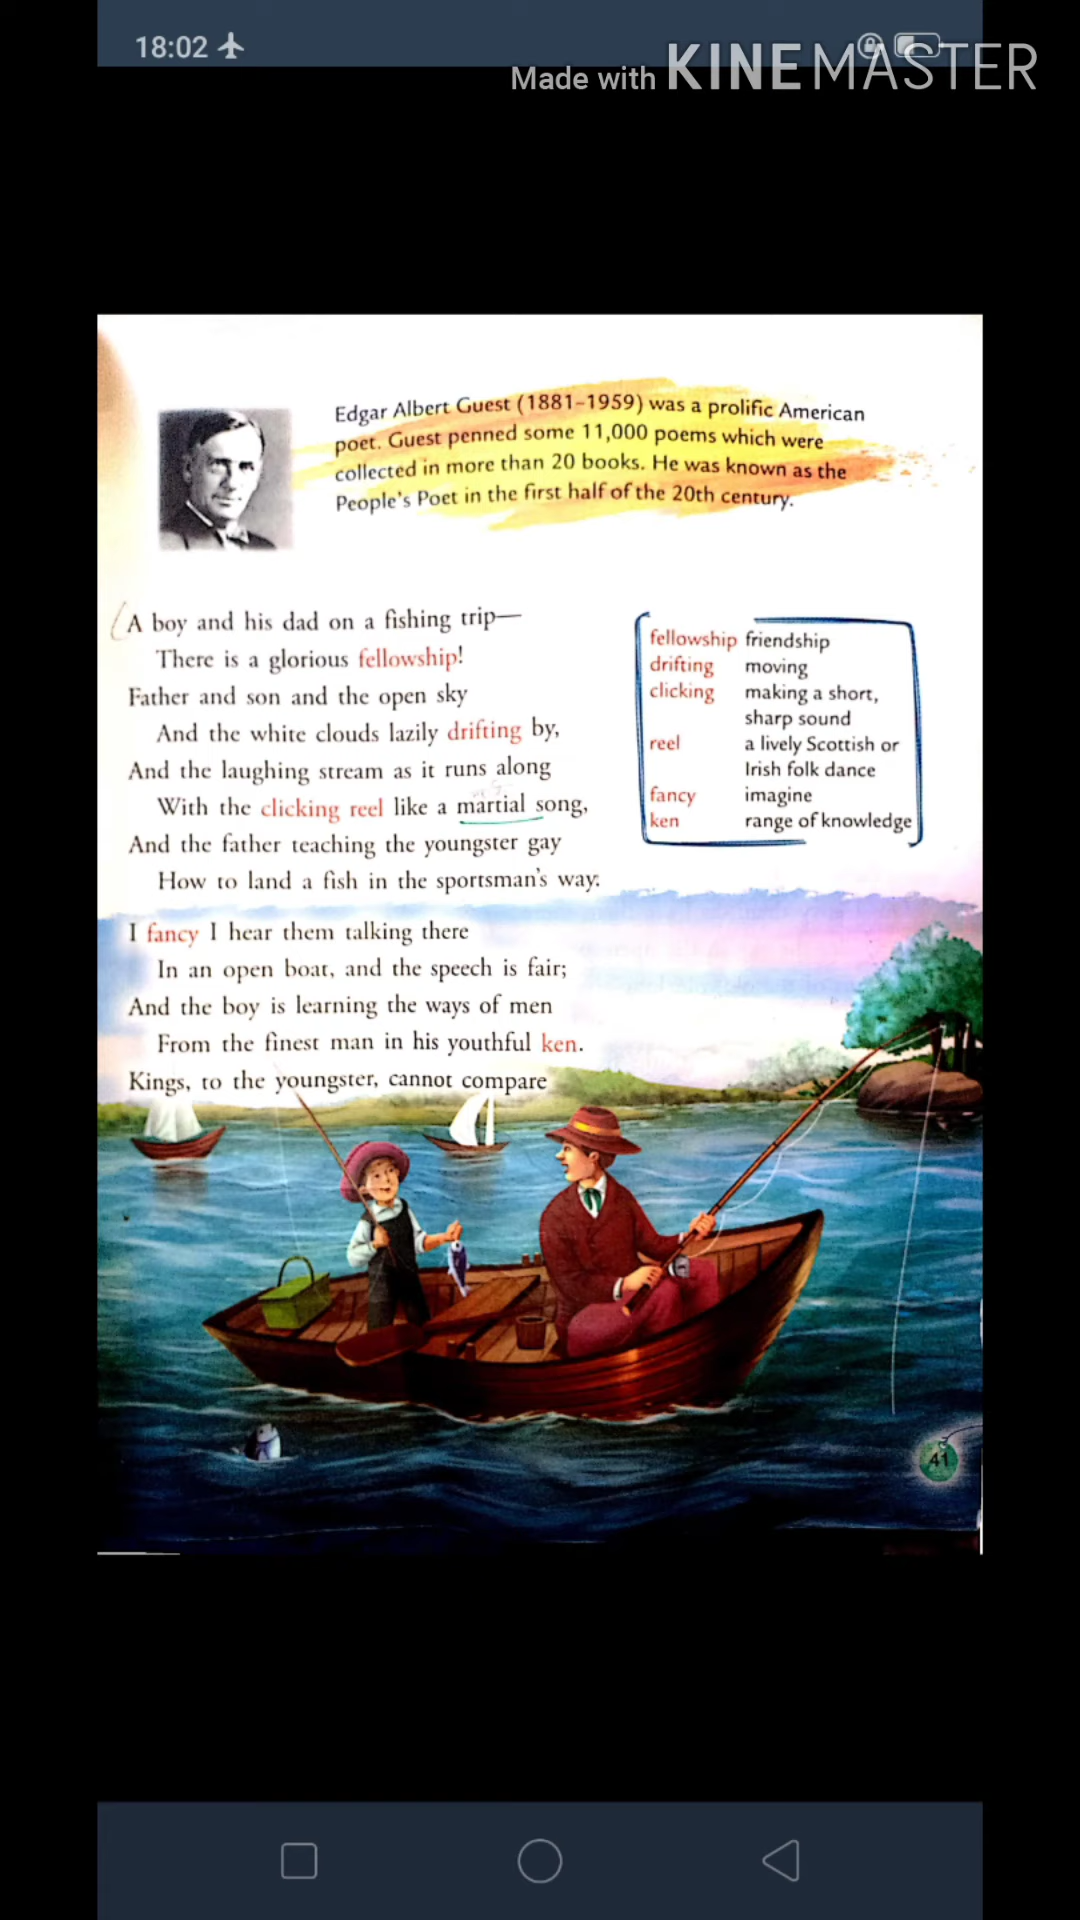 18:02
Made with KINEMASTER
Edgar Albert Guest (1881-1959) was a prolific American
poet. Guest penned some 11,000 poems which were
collected in more than 20 books. He was known as the
People's Poet in the first half of the 20th century.
A boy and his dad on a fishing trip—
There is a glorious fellowship!
Father and son and the open sky
And the white clouds lazily drifting by,
And the laughing stream as it runs along
With the clicking reel like a martial song,
And the father teaching the youngster gay
How to land a fish in the sportsman's way.
fellowship friendship
drifting moving
clicking making a short,
sharp sound
reel a lively Scottish or
Irish folk dance
fancy imagine
ken range of knowledge
I fancy I hear them talking there
In an open boat, and the speech is fair;
And the boy is learning the ways of men
From the finest man in his youthful ken.
Kings, to the youngster, cannot compare
41